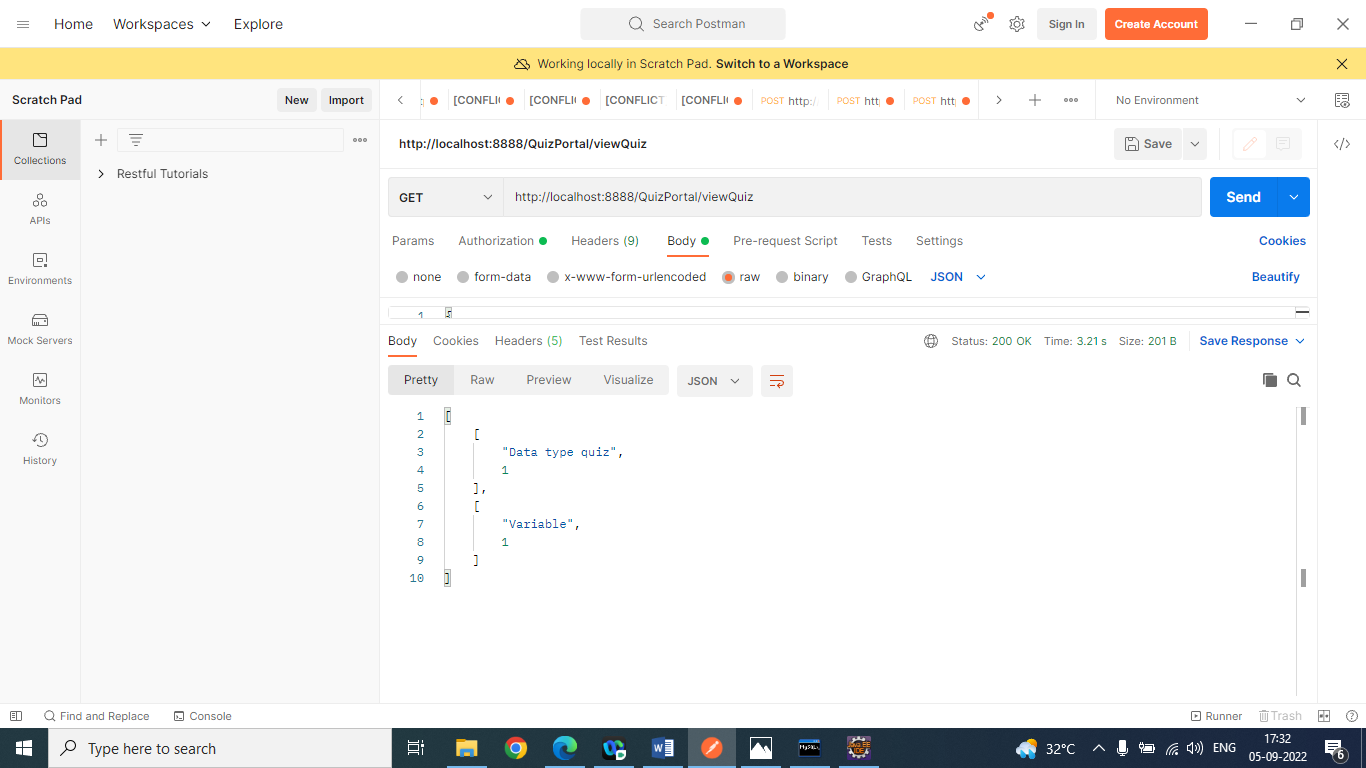 Home Workspaces Explore Search Postman Sign In Create Account
Working locally in Scratch Pad. Switch to a Workspace
Scratch Pad New Import [CONFLI [CONFLI [CONFLICT [CONFLI POST http:/ POST htt POST htt No Environment
Collections
Restful Tutorials
APIs
Environments
Mock Servers
Monitors
History
http://localhost:8888/QuizPortal/viewQuiz Save
GET http://localhost:8888/QuizPortal/viewQuiz Send
Params Authorization Headers (9) Body Pre-request Script Tests Settings Cookies
none form-data x-www-form-urlencoded raw binary GraphQL JSON Beautify
1
Body Cookies Headers (5) Test Results Status: 200 OK Time: 3.21 s Size: 201 B Save Response
Pretty Raw Preview Visualize JSON
1 [
2 [
3 "Data type quiz",
4 1
5 ],
6 [
7 "Variable",
8 1
9 ]
10 ]
Find and Replace Console Runner Trash
Type here to search 32°C ENG 17:32
05-09-2022 6